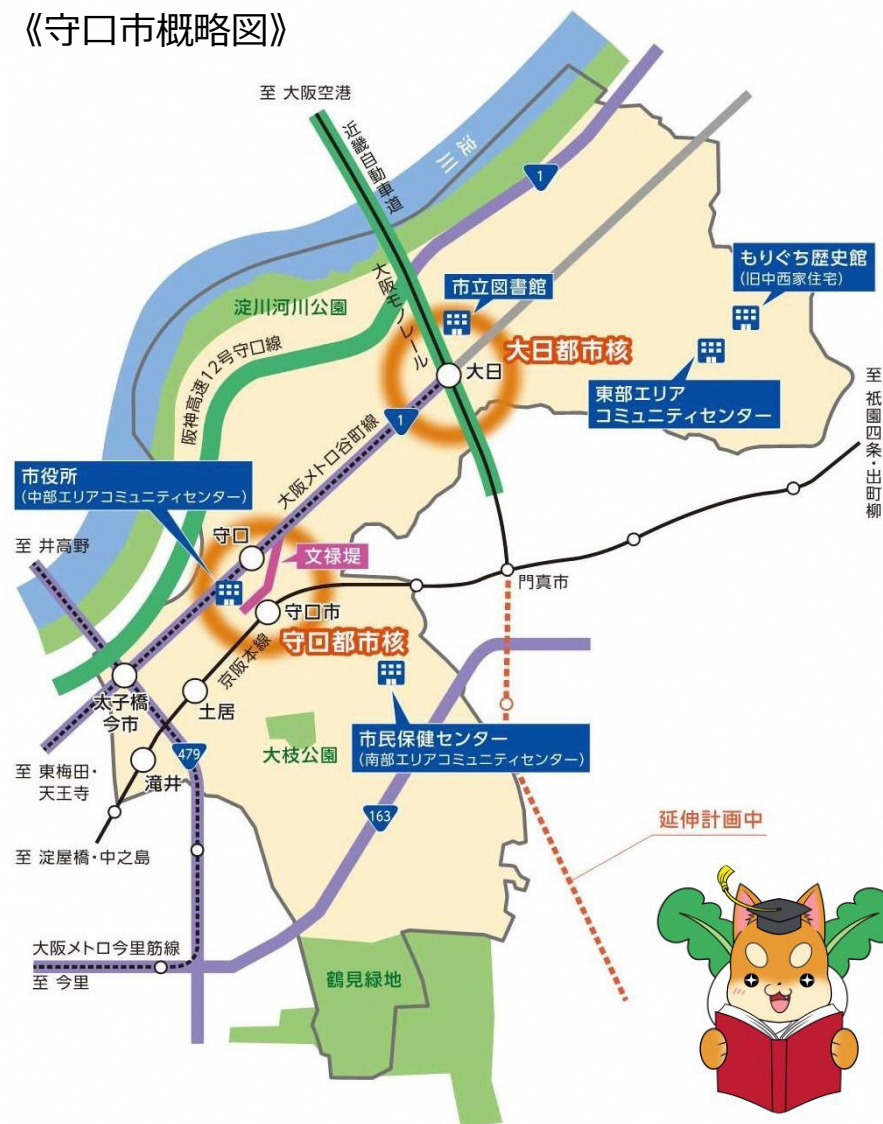 《守口市概略図》
至 大阪空港
近畿自動車道
淀川
1
もりぐち歴史館
(旧中西家住宅)
市立図書館
淀川河川公園
大阪モノレール
大日都市核
阪神高速12号守口線
大日
東部エリア
コミュニティセンター
至 祇園四条・出町柳
1
大阪メトロ谷町線
市役所
(中部エリアコミュニティセンター)
守口
至 井高野
文禄堤
門真市
守口市
守口都市核
京阪本線
太子橋
今市
土居
市民保健センター
(南部エリアコミュニティセンター)
大枝公園
479
至 東梅田・
天王寺
滝井
163
延伸計画中
至 淀屋橋・中之島
大阪メトロ今里筋線
至 今里
鶴見緑地